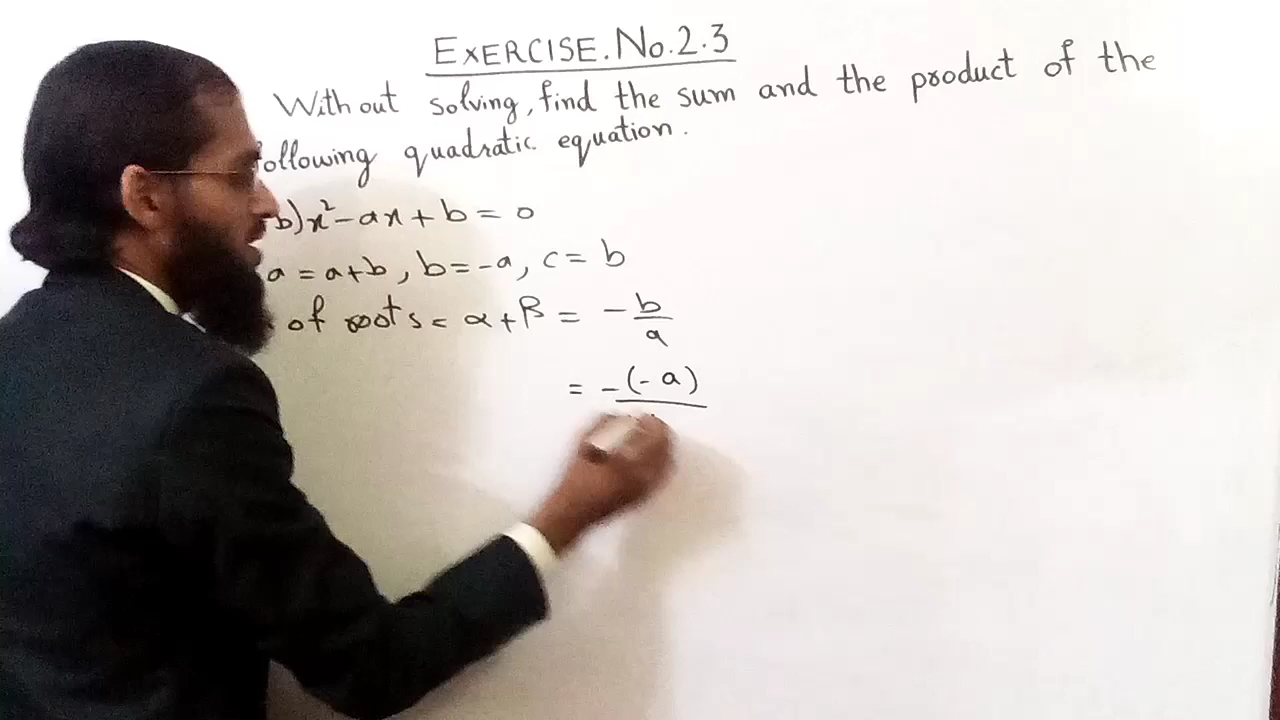 EXERCISE.No.2.3
With out solving, find the sum and the product of the
following quadratic equation.
b)x²-ax+b=0
a=a+b, b=-a, c=b
of roots=α+β=-b/a
=-(-a)